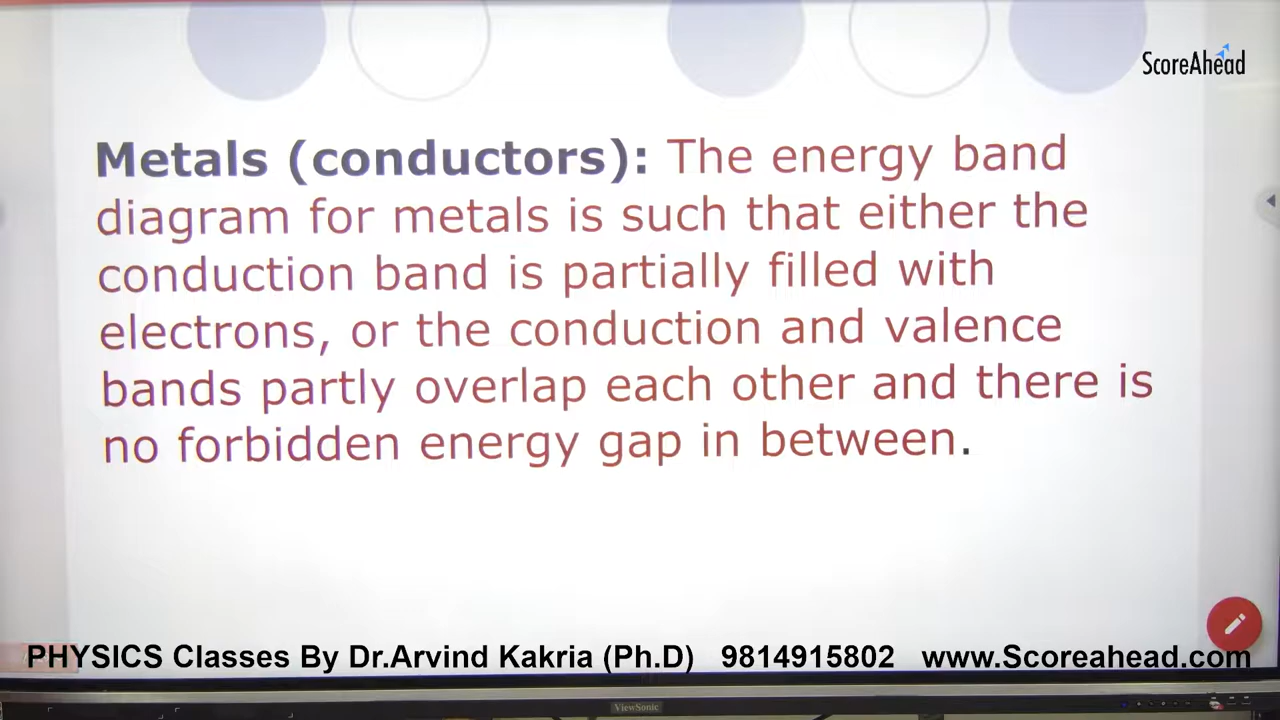 ScoreAhead
Metals (conductors): The energy band
diagram for metals is such that either the
conduction band is partially filled with
electrons, or the conduction and valence
bands partly overlap each other and there is
no forbidden energy gap in between.
PHYSICS Classes By Dr.Arvind Kakria (Ph.D) 9814915802 www.Scoreahead.com
ViewSonic